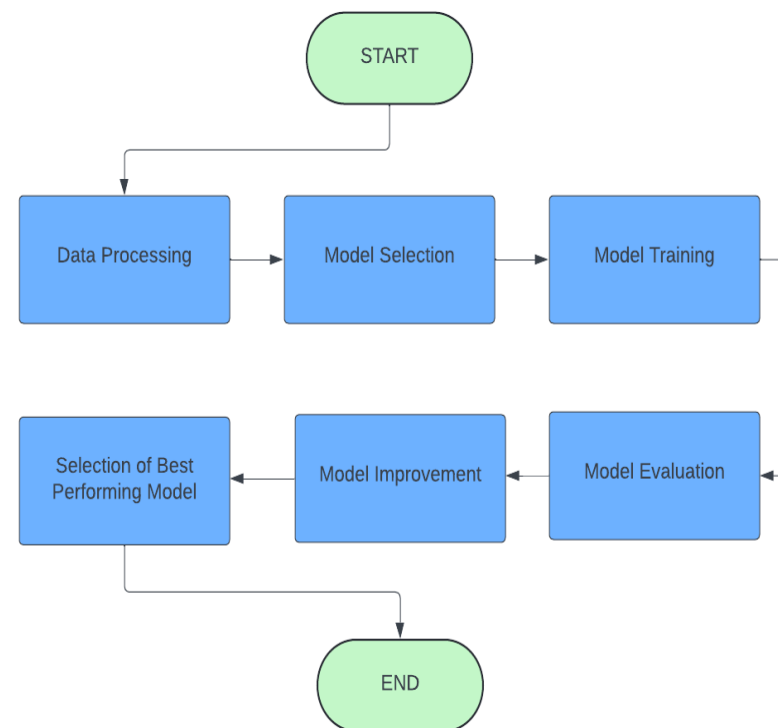 START
Data Processing
Model Selection
Model Training
Model Evaluation
Model Improvement
Selection of Best
Performing Model
END